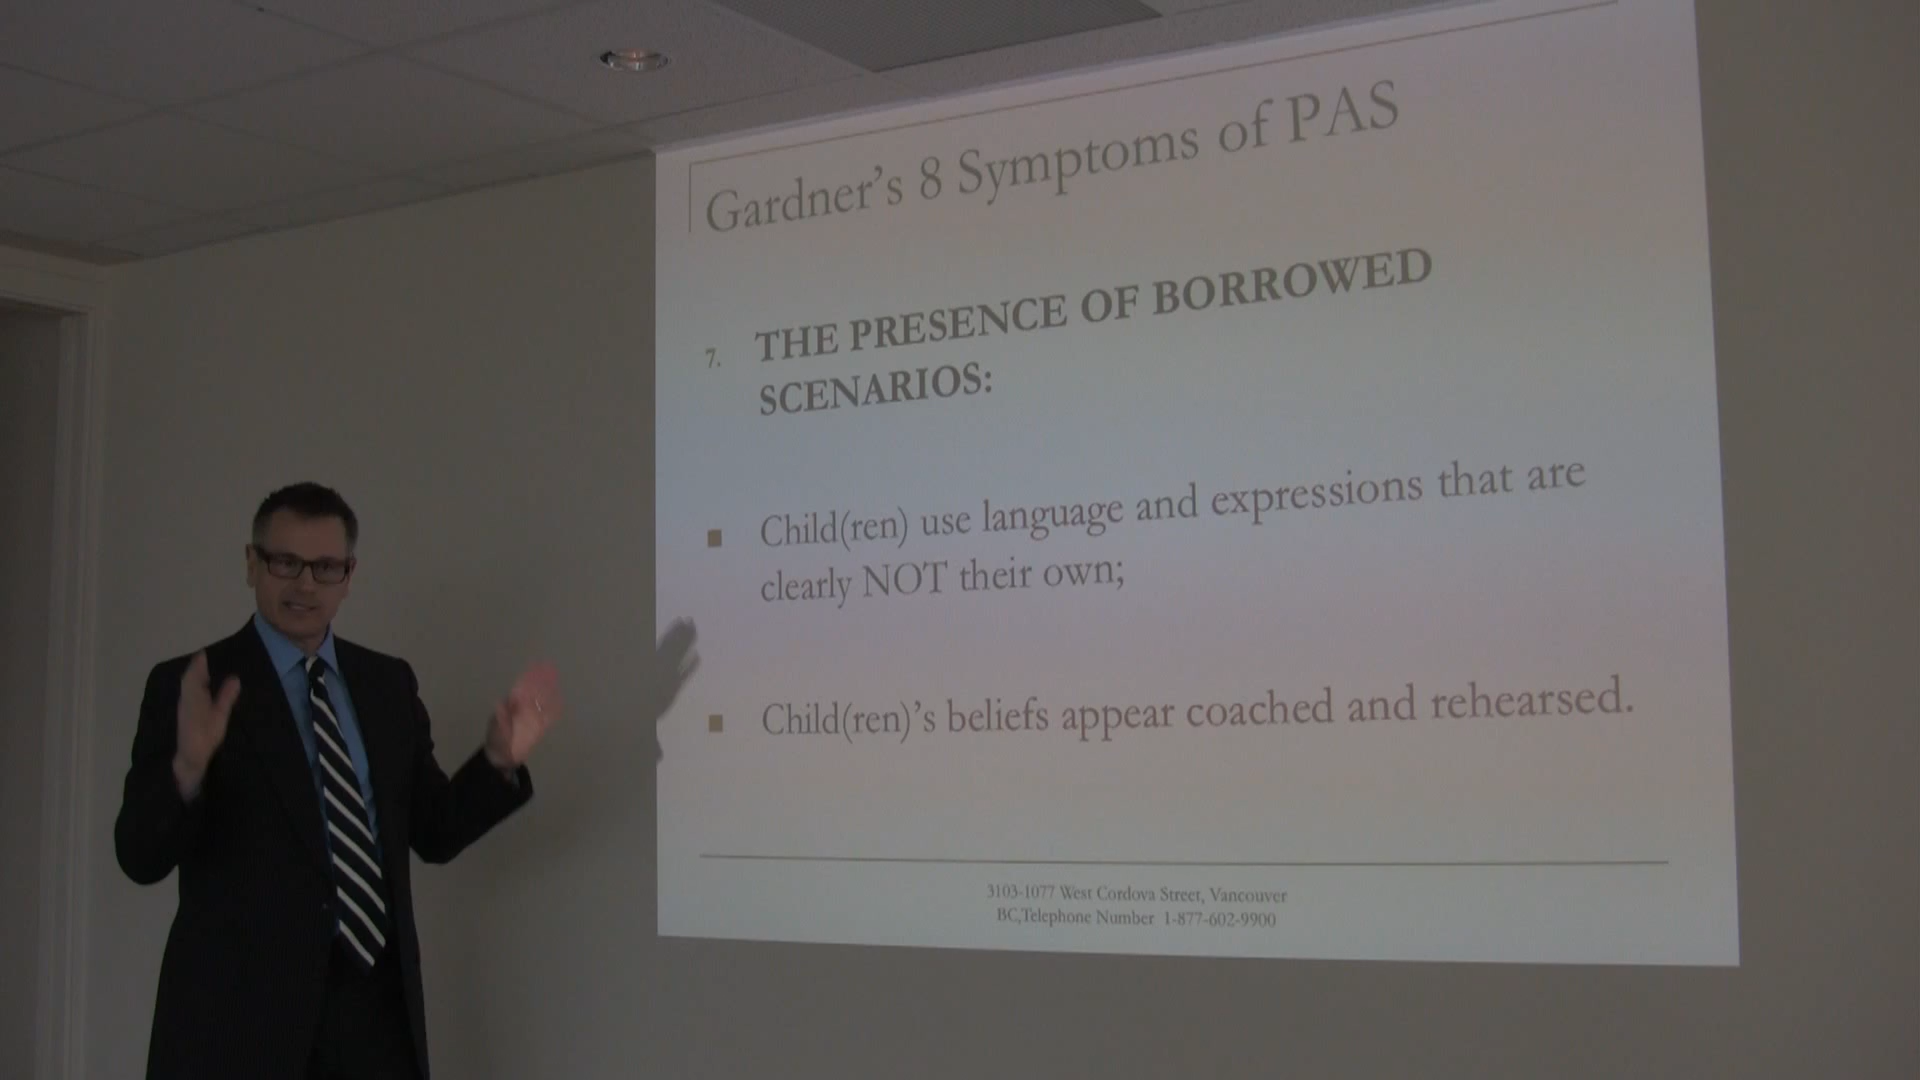 Gardner's 8 Symptoms of PAS
7. THE PRESENCE OF BORROWED
SCENARIOS:
Child(ren) use language and expressions that are
clearly NOT their own;
Child(ren)'s beliefs appear coached and rehearsed.
3103-1077 West Cordova Street, Vancouver
BC,Telephone Number 1-877-602-9900